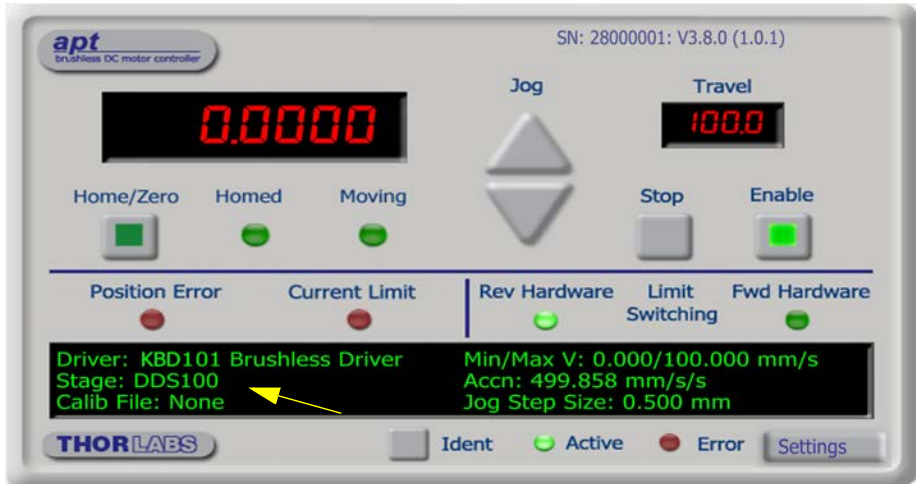 apt
brushless DC motor controller
SN: 28000001: V3.8.0 (1.0.1)
0.0000
Jog
Travel
100.0
Home/Zero
Homed
Moving
Stop
Enable
Position Error
Current Limit
Rev Hardware
Limit
Switching
Fwd Hardware
Driver: KBD101 Brushless Driver
Stage: DDS100
Calib File: None
Min/Max V: 0.000/100.000 mm/s
Accn: 499.858 mm/s/s
Jog Step Size: 0.500 mm
THORLABS
Ident
Active
Error
Settings